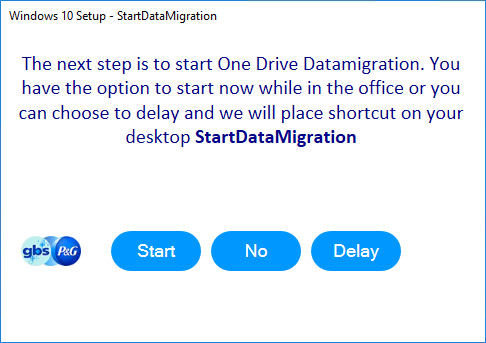 Windows 10 Setup - StartDataMigration
The next step is to start One Drive Datamigration. You
have the option to start now while in the office or you
can choose to delay and we will place shortcut on your
desktop StartDataMigration
gbs P&G
Start
No
Delay